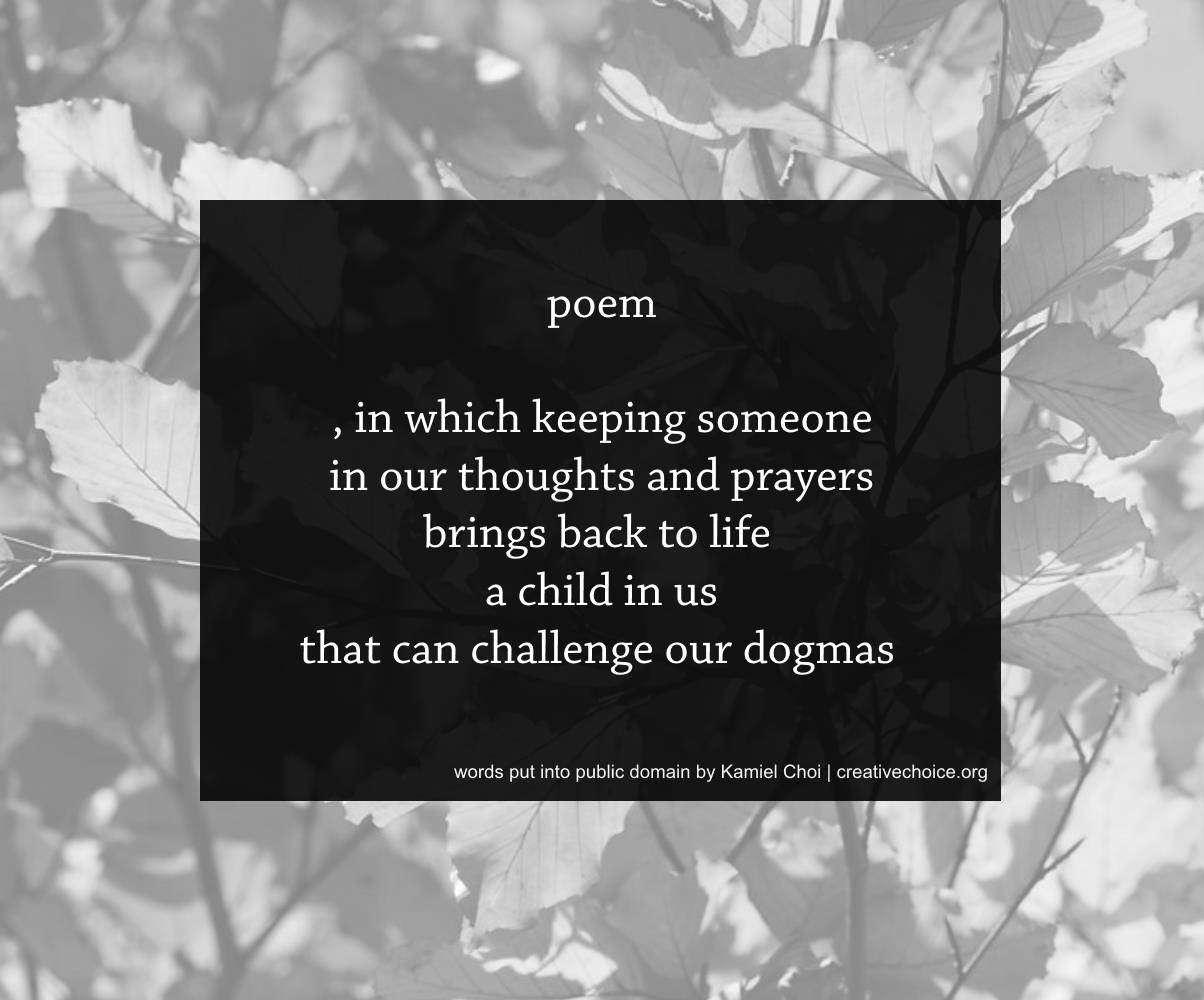 poem
, in which keeping someone
in our thoughts and prayers
brings back to life
a child in us
that can challenge our dogmas
words put into public domain by Kamiel Choi | creativechoice.org